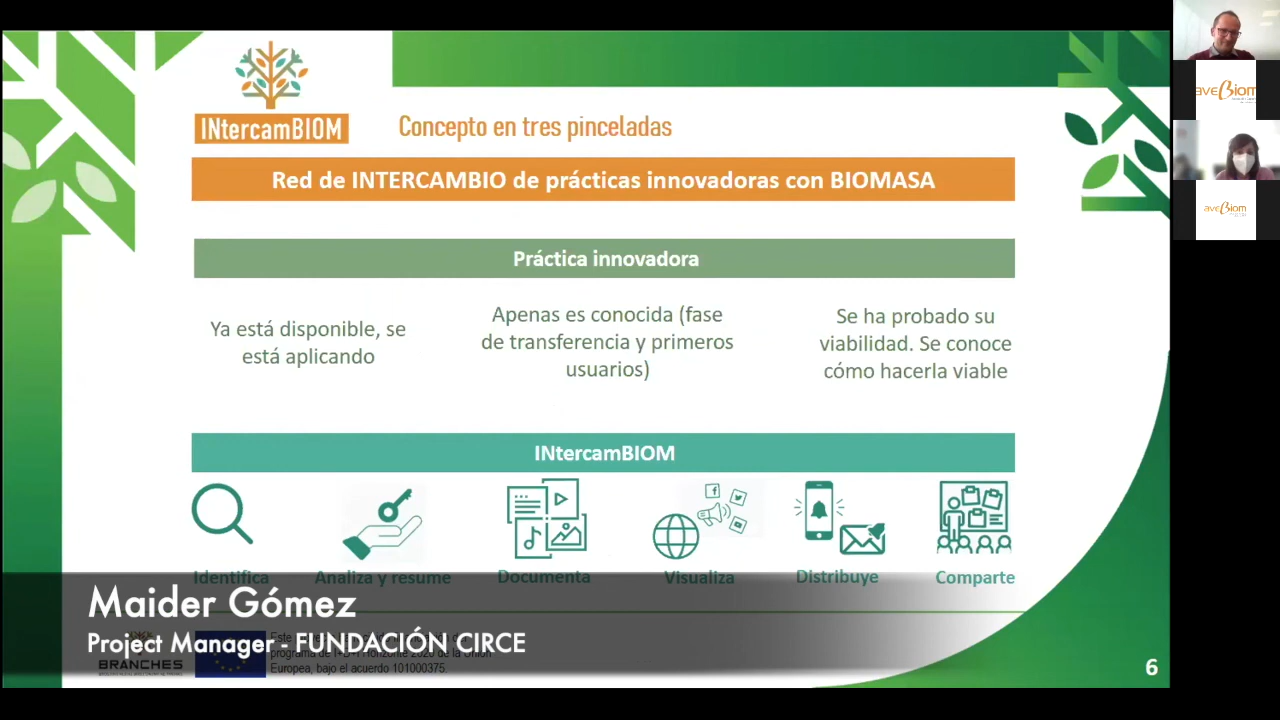 INtercamBIOM
Concepto en tres pinceladas
Red de INTERCAMBIO de prácticas innovadoras con BIOMASA
Práctica innovadora
Ya está disponible, se
está aplicando
Apenas es conocida (fase
de transferencia y primeros
usuarios)
Se ha probado su
viabilidad. Se conoce
cómo hacerla viable
INtercamBIOM
Identifica
Analiza y resume
Documenta
Visualiza
Distribuye
Comparte
Maider Gómez
Project Manager - FUNDACIÓN CIRCE
BRANCHES
Este
programa de I+D+i Horizonte 2020 de la Unión
Europea, bajo el acuerdo 101000375.
6
aveBiom
aveBiom